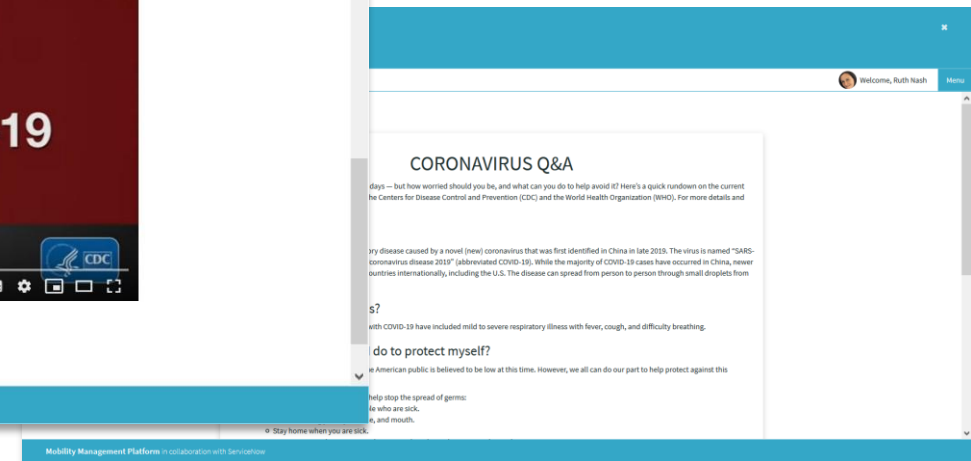 19
CDC
Welcome, Ruth Nash
Menu
CORONAVIRUS Q&A
days — but how worried should you be, and what can you do to help avoid it? Here's a quick rundown on the current
he Centers for Disease Control and Prevention (CDC) and the World Health Organization (WHO). For more details and
ory disease caused by a novel (new) coronavirus that was first identified in China in late 2019. The virus is named “SARS-
coronavirus disease 2019” (abbreviated COVID-19). While the majority of COVID-19 cases have occurred in China, newer
ountries internationally, including the U.S. The disease can spread from person to person through small droplets from
s?
with COVID-19 have included mild to severe respiratory illness with fever, cough, and difficulty breathing.
do to protect myself?
e American public is believed to be low at this time. However, we all can do our part to help protect against this
help stop the spread of germs:
le who are sick.
e, and mouth.
Stay home when you are sick.
Mobility Management Platform in collaboration with ServiceNow